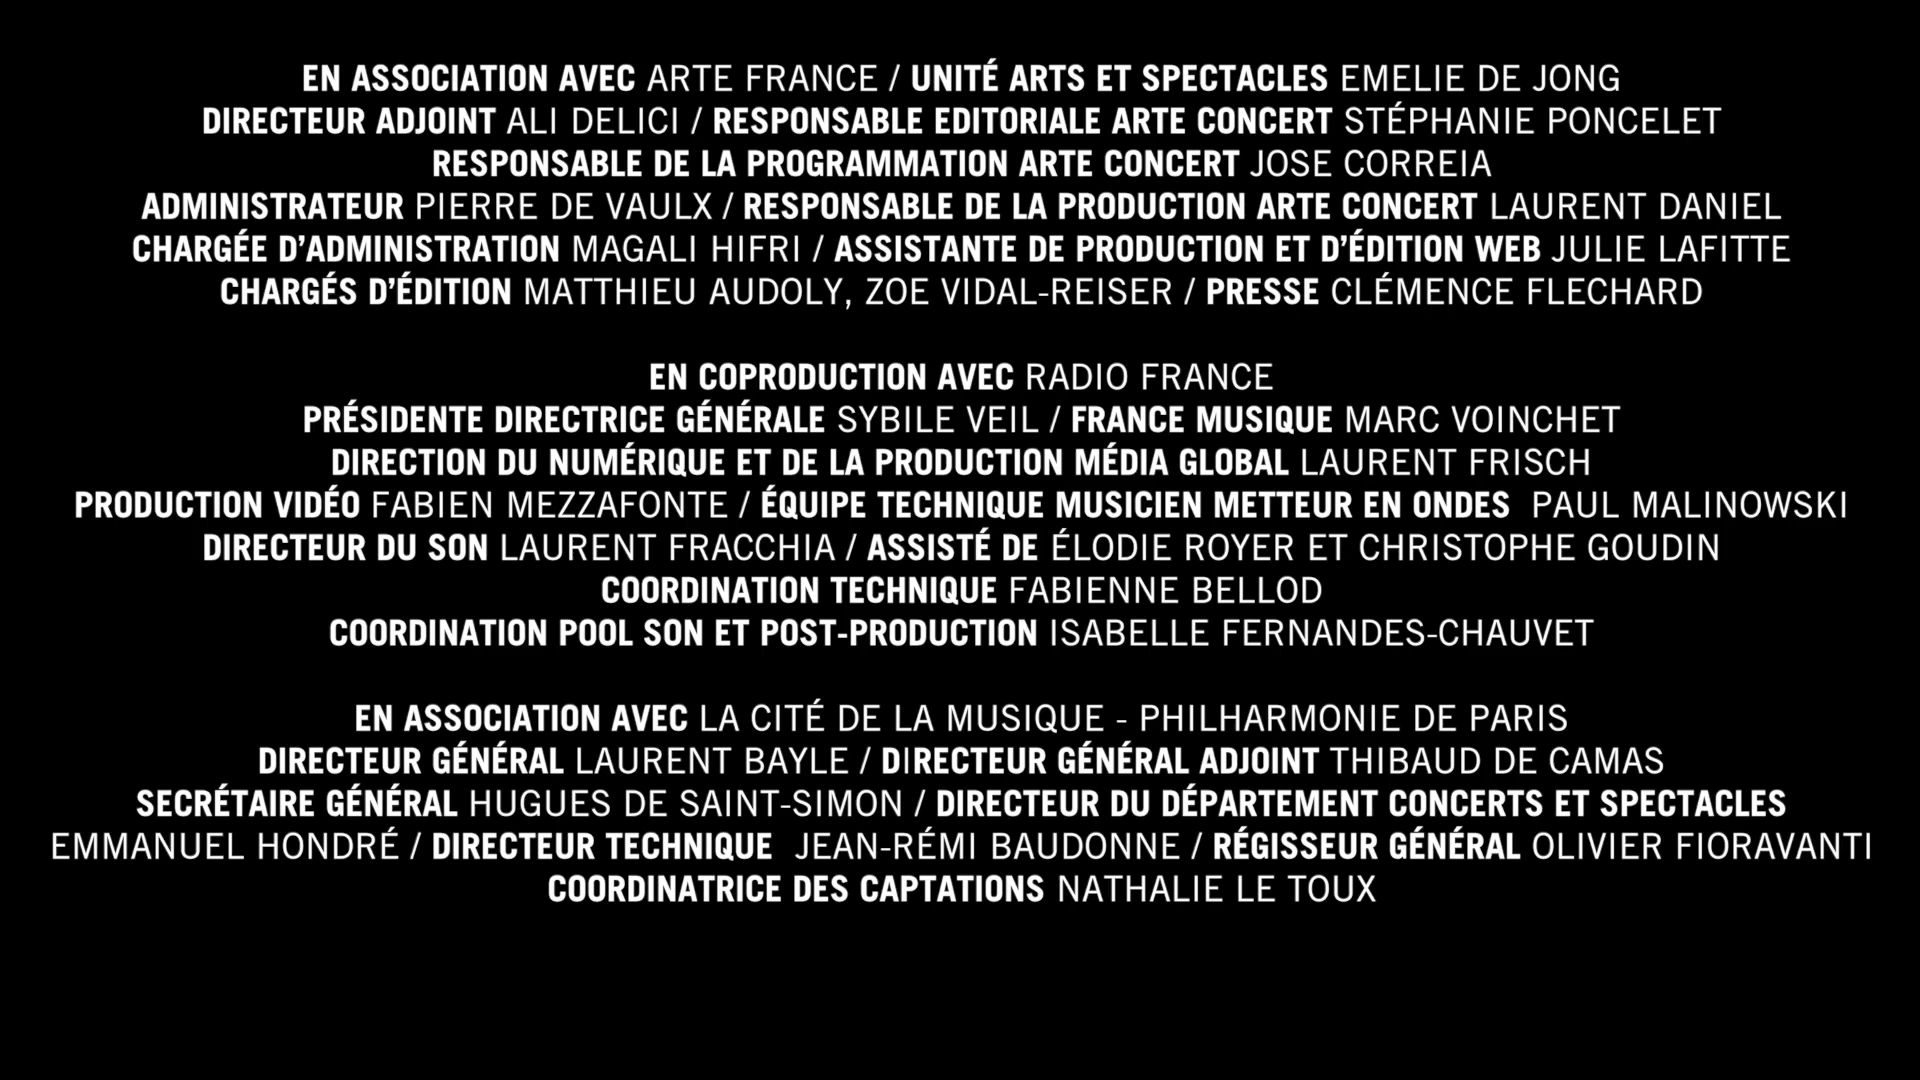 EN ASSOCIATION AVEC ARTE FRANCE / UNITÉ ARTS ET SPECTACLES EMELIE DE JONG
DIRECTEUR ADJOINT ALI DELICI / RESPONSABLE EDITORIALE ARTE CONCERT STÉPHANIE PONCELET
RESPONSABLE DE LA PROGRAMMATION ARTE CONCERT JOSE CORREIA
ADMINISTRATEUR PIERRE DE VAULX / RESPONSABLE DE LA PRODUCTION ARTE CONCERT LAURENT DANIEL
CHARGÉE D’ADMINISTRATION MAGALI HIFRI / ASSISTANTE DE PRODUCTION ET D’ÉDITION WEB JULIE LAFITTE
CHARGÉS D’ÉDITION MATTHIEU AUDOLY, ZOE VIDAL-REISER / PRESSE CLÉMENCE FLECHARD
EN COPRODUCTION AVEC RADIO FRANCE
PRÉSIDENTE DIRECTRICE GÉNÉRALE SYBILE VEIL / FRANCE MUSIQUE MARC VOINCHET
DIRECTION DU NUMÉRIQUE ET DE LA PRODUCTION MÉDIA GLOBAL LAURENT FRISCH
PRODUCTION VIDÉO FABIEN MEZZAFONTE / ÉQUIPE TECHNIQUE MUSICIEN METTEUR EN ONDES PAUL MALINOWSKI
DIRECTEUR DU SON LAURENT FRACCHIA / ASSISTÉ DE ÉLODIE ROYER ET CHRISTOPHE GOUDIN
COORDINATION TECHNIQUE FABIENNE BELLOD
COORDINATION POOL SON ET POST-PRODUCTION ISABELLE FERNANDES-CHAUVET
EN ASSOCIATION AVEC LA CITÉ DE LA MUSIQUE - PHILHARMONIE DE PARIS
DIRECTEUR GÉNÉRAL LAURENT BAYLE / DIRECTEUR GÉNÉRAL ADJOINT THIBAUD DE CAMAS
SECRÉTAIRE GÉNÉRAL HUGUES DE SAINT-SIMON / DIRECTEUR DU DÉPARTEMENT CONCERTS ET SPECTACLES
EMMANUEL HONDRÉ / DIRECTEUR TECHNIQUE JEAN-RÉMI BAUDONNE / RÉGISSEUR GÉNÉRAL OLIVIER FIORAVANTI
COORDINATRICE DES CAPTATIONS NATHALIE LE TOUX